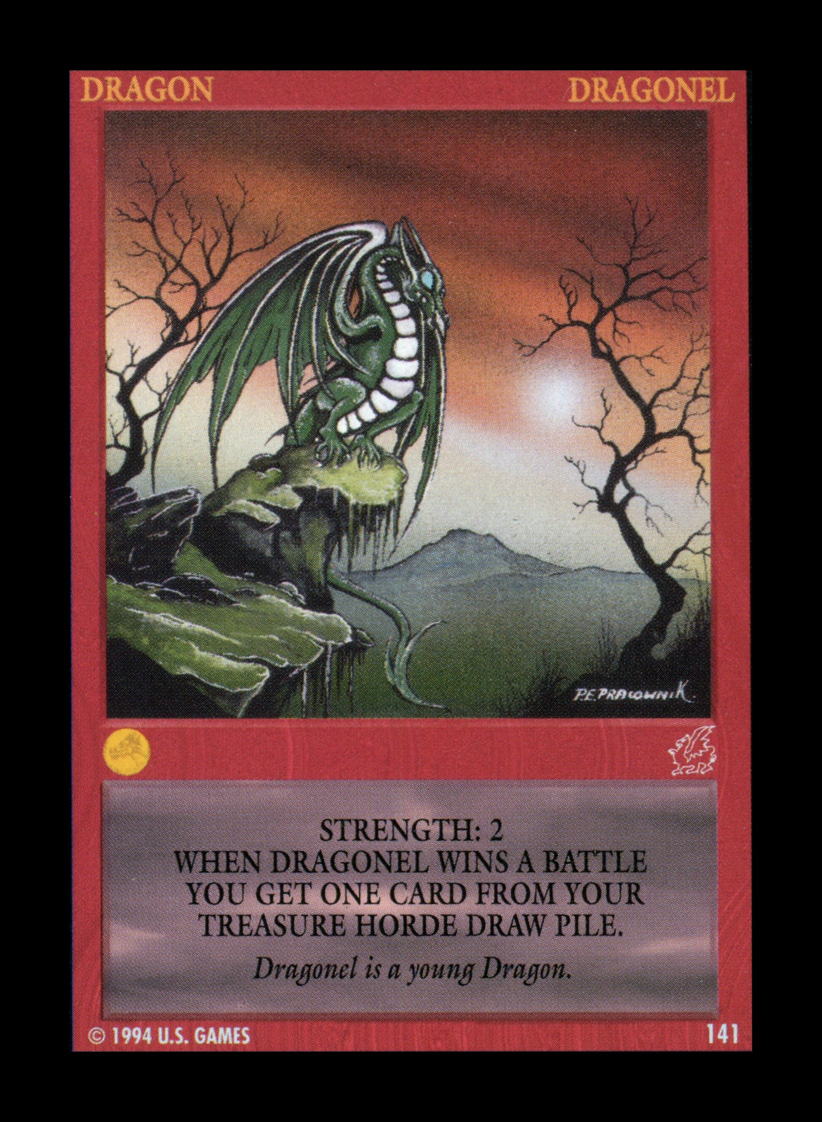 DRAGON DRAGONEL
P.E. PRACOWNIK.
STRENGTH: 2
WHEN DRAGONEL WINS A BATTLE
YOU GET ONE CARD FROM YOUR
TREASURE HORDE DRAW PILE.
Dragonel is a young Dragon.
© 1994 U.S. GAMES 141